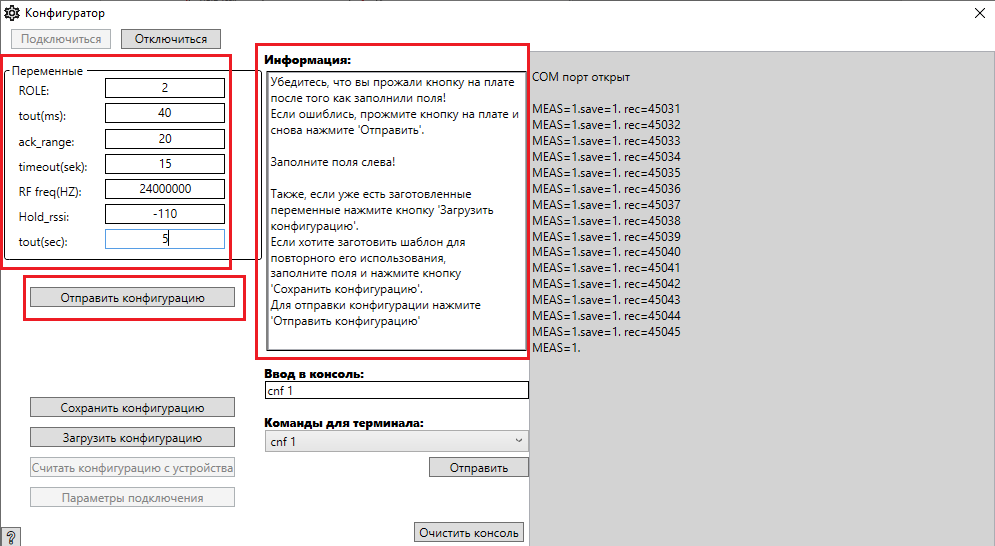 Конфигуратор
Подключиться
Отключиться
Переменные
ROLE:
2
tout(ms):
40
ack_range:
20
timeout(sek):
15
RF freq(HZ):
24000000
Hold_rssi:
-110
tout(sec):
5
Отправить конфигурацию
Сохранить конфигурацию
Загрузить конфигурацию
Считать конфигурацию с устройства
Параметры подключения
?
Информация:
Убедитесь, что вы прожали кнопку на плате
после того как заполнили поля!
Если ошиблись, прожмите кнопку на плате и
снова нажмите 'Отправить'.
Заполните поля слева!
Также, если уже есть заготовленные
переменные нажмите кнопку 'Загрузить
конфигурацию'.
Если хотите заготовить шаблон для
повторного его использования,
заполните поля и нажмите кнопку
'Сохранить конфигурацию'.
Для отправки конфигурации нажмите
'Отправить конфигурацию'
Ввод в консоль:
cnf 1
Команды для терминала:
cnf 1
Отправить
Очистить консоль
COM порт открыт
MEAS=1.save=1. rec=45031
MEAS=1.save=1. rec=45032
MEAS=1.save=1. rec=45033
MEAS=1.save=1. rec=45034
MEAS=1.save=1. rec=45035
MEAS=1.save=1. rec=45036
MEAS=1.save=1. rec=45037
MEAS=1.save=1. rec=45038
MEAS=1.save=1. rec=45039
MEAS=1.save=1. rec=45040
MEAS=1.save=1. rec=45041
MEAS=1.save=1. rec=45042
MEAS=1.save=1. rec=45043
MEAS=1.save=1. rec=45044
MEAS=1.save=1. rec=45045
MEAS=1.